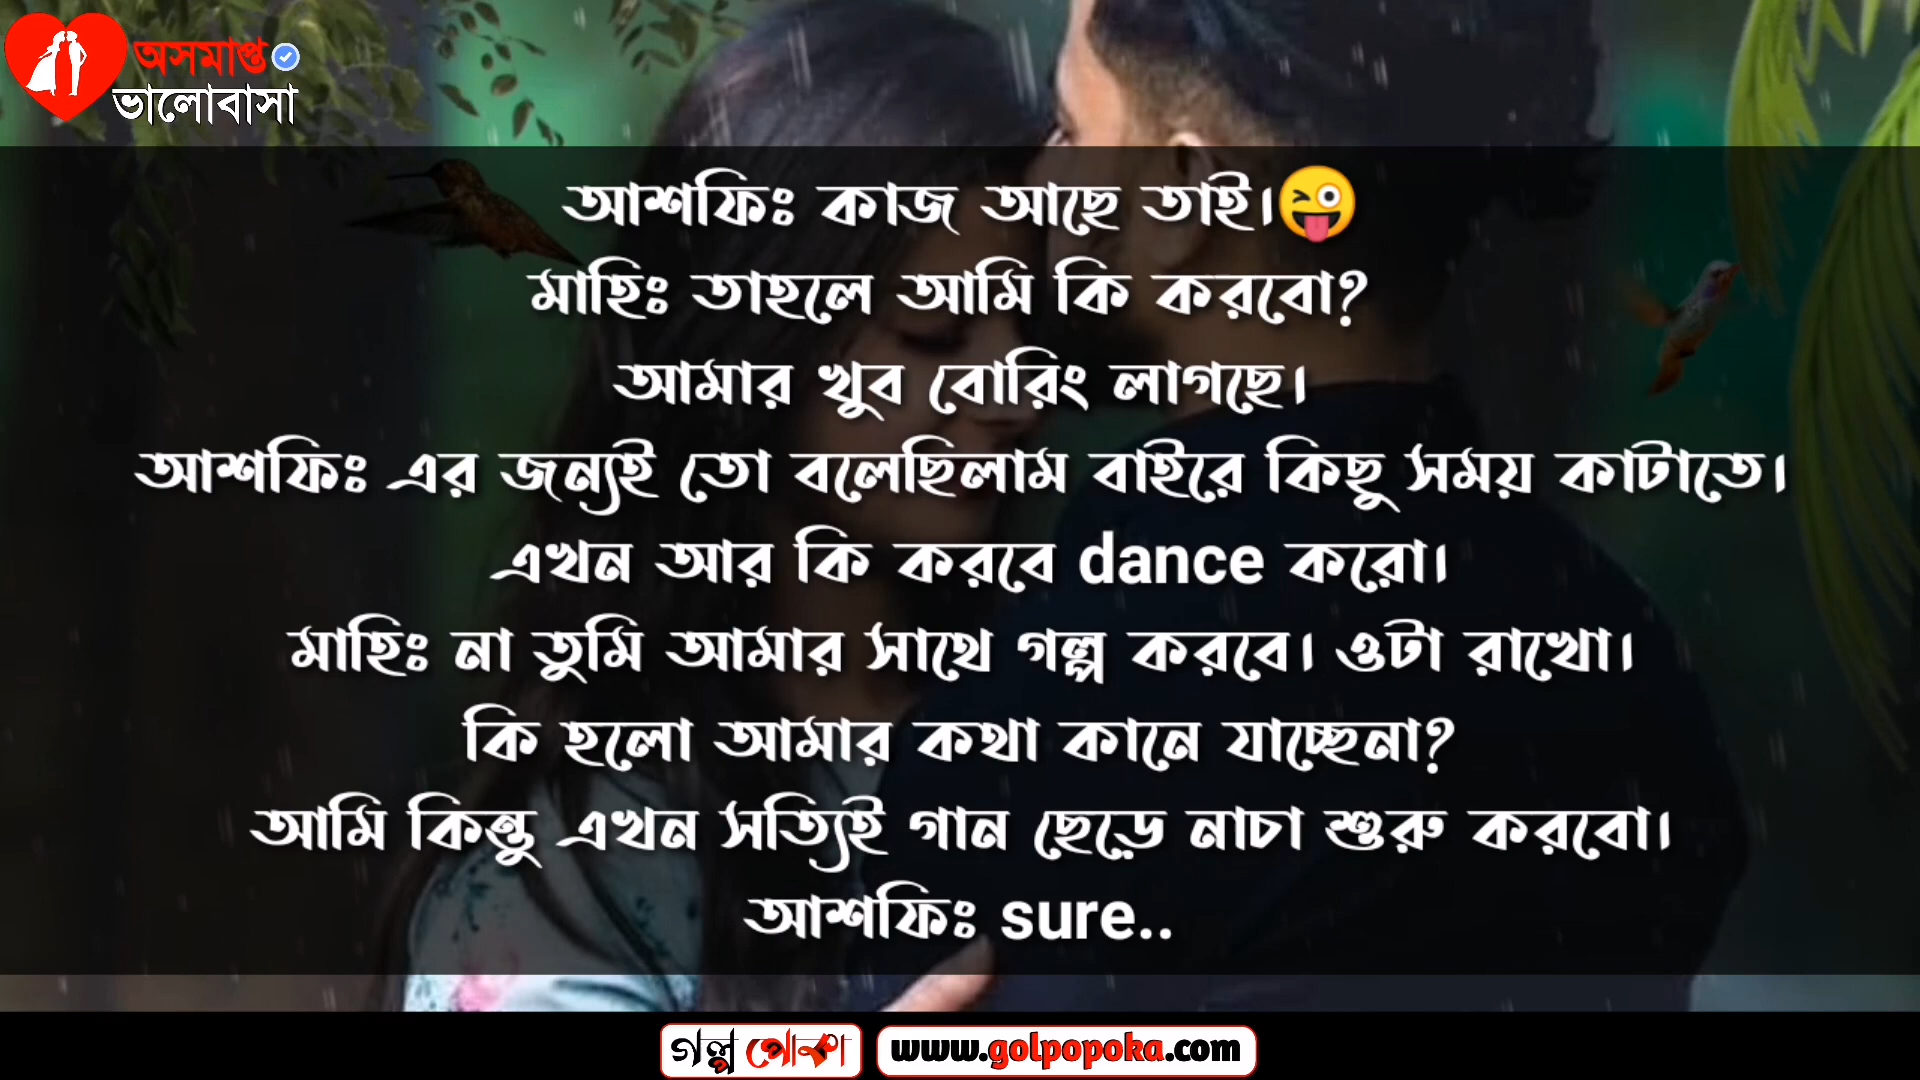 অসমাপ্ত
ভালোবাসা
আশফিঃ কাজ আছে তাই।😜
মাহিঃ তাহলে আমি কি করবো?
আমার খুব বোরিং লাগছে।
আশফিঃ এর জন্যই তো বলেছিলাম বাইরে কিছু সময় কাটাতে।
এখন আর কি করবে dance করো।
মাহিঃ না তুমি আমার সাথে গল্প করবে। ওটা রাখো।
কি হলো আমার কথা কানে যাচ্ছেনা?
আমি কিন্তু এখন সত্যিই গান ছেড়ে নাচা শুরু করবো।
আশফিঃ sure..
গল্প পোকা
www.golpopoka.com